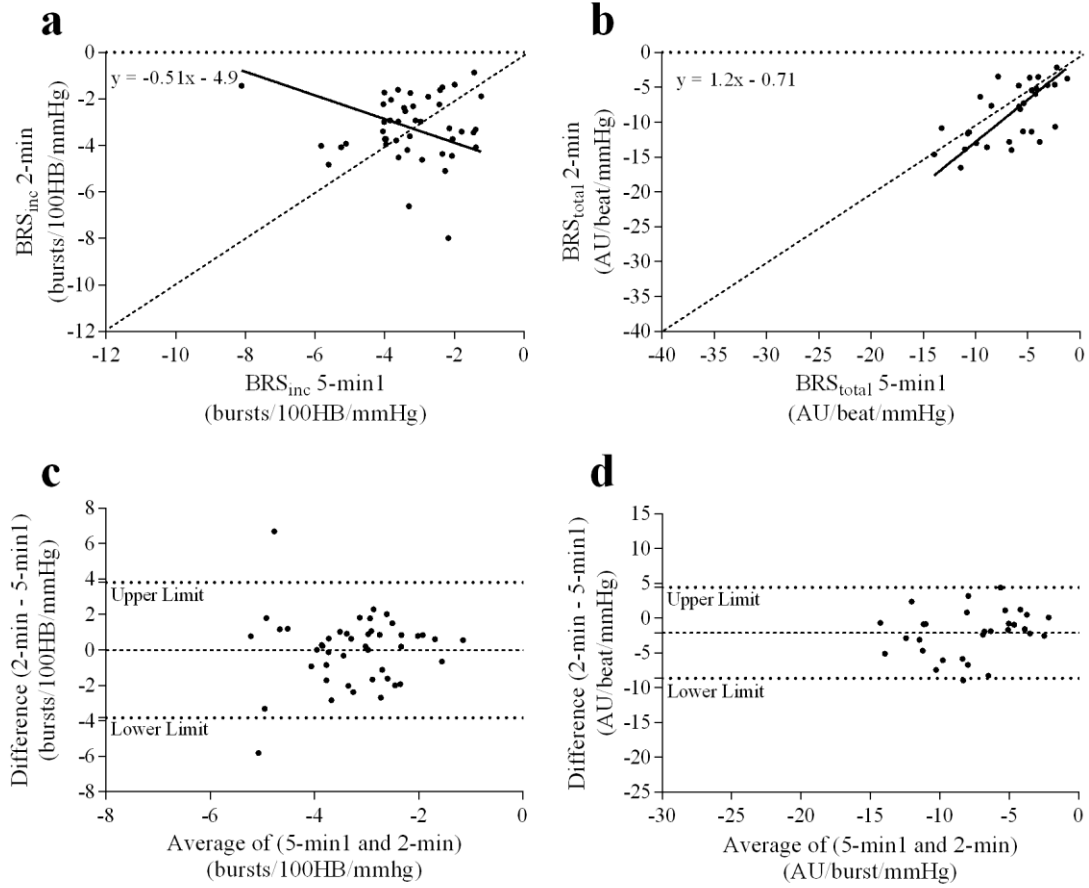 a
y = -0.51x - 4.9
0
-2
-4
-6
-8
-10
-12
-12
-10
-8
-6
-4
-2
0
BRSinc 2-min
(bursts/100HB/mmHg)
BRSinc 5-min1
(bursts/100HB/mmHg)
b
y = 1.2x - 0.71
0
-5
-10
-15
-20
-25
-30
-35
-40
-40
-35
-30
-25
-20
-15
-10
-5
0
BRStotal 2-min
(AU/beat/mmHg)
BRStotal 5-min1
(AU/beat/mmHg)
c
8
6
4
2
0
-2
-4
-6
-8
Upper Limit
Lower Limit
-8
-6
-4
-2
0
Difference (2-min - 5-min1)
(bursts/100HB/mmHg)
Average of (5-min1 and 2-min)
(bursts/100HB/mmhg)
d
15
10
5
0
-5
-10
-15
-20
-25
Upper Limit
Lower Limit
-30
-25
-20
-15
-10
-5
0
Difference (2-min - 5-min1)
(AU/beat/mmHg)
Average of (5-min1 and 2-min)
(AU/burst/mmHg)